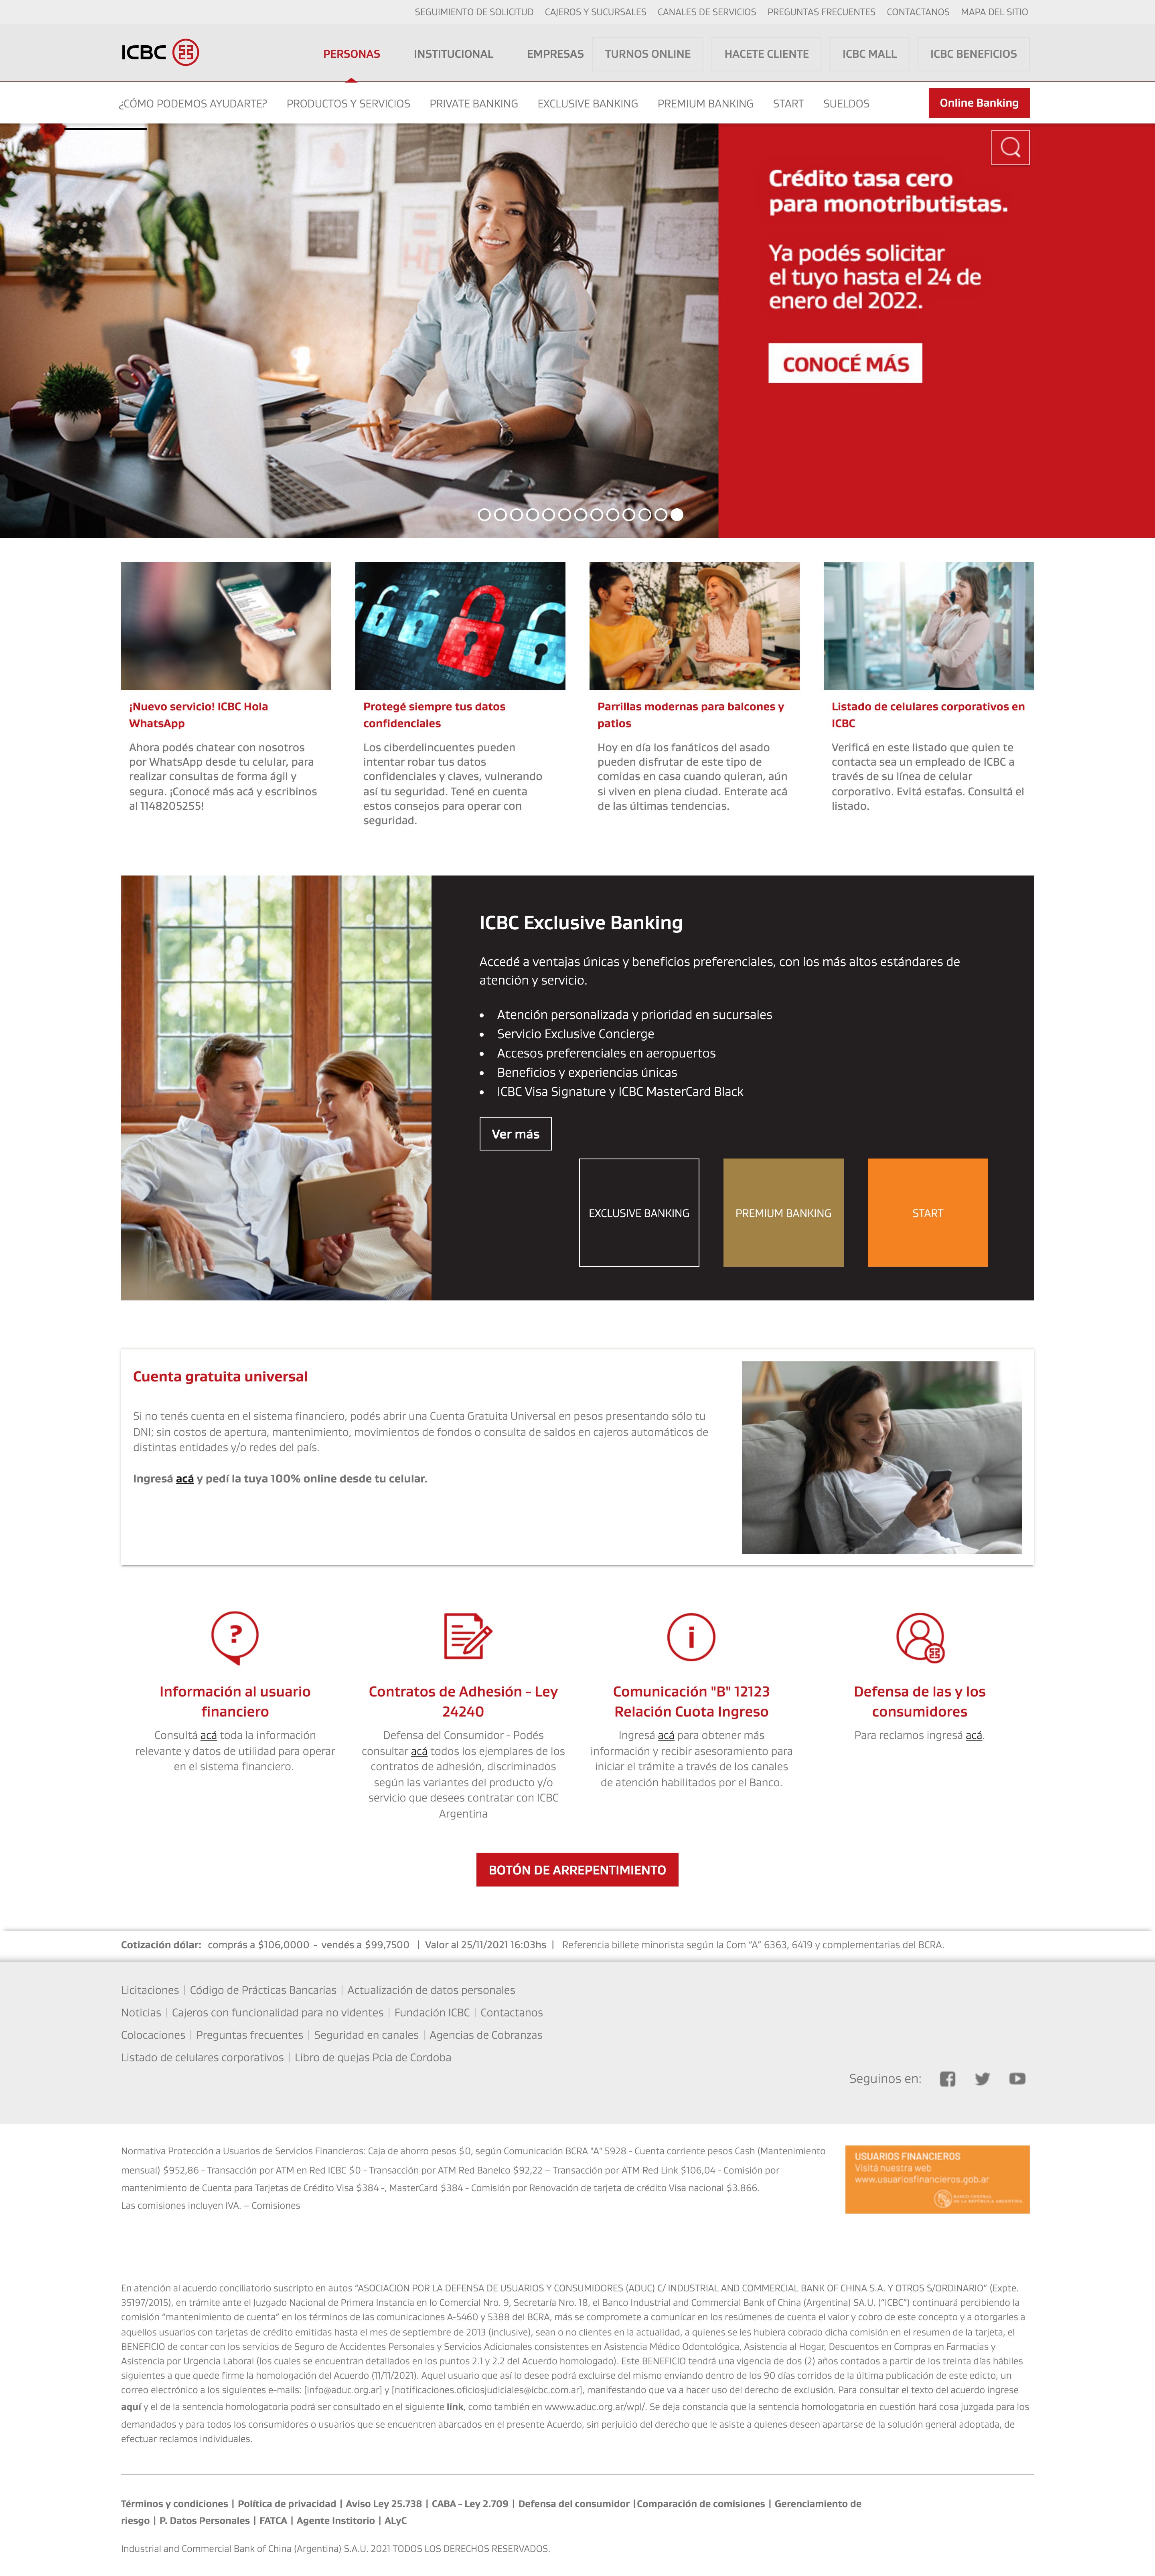 SEGUIMIENTO DE SOLICITUD CAJEROS Y SUCURSALES CANALES DE SERVICIOS PREGUNTAS FRECUENTES CONTACTANOS MAPA DEL SITIO
ICBC PERSONAS INSTITUCIONAL EMPRESAS TURNOS ONLINE HACETE CLIENTE ICBC MALL ICBC BENEFICIOS
¿CÓMO PODEMOS AYUDARTE? PRODUCTOS Y SERVICIOS PRIVATE BANKING EXCLUSIVE BANKING PREMIUM BANKING START SUELDOS Online Banking
Crédito tasa cero
para monotributistas.
Ya podés solicitar
el tuyo hasta el 24 de
enero del 2022.
CONOCÉ MÁS
¡Nuevo servicio! ICBC Hola
WhatsApp
Ahora podés chatear con nosotros
por WhatsApp desde tu celular, para
realizar consultas de forma ágil y
segura. ¡Conocé más acá y escribinos
al 1148205255!
Protegé siempre tus datos
confidenciales
Los ciberdelincuentes pueden
intentar robar tus datos
confidenciales y claves, vulnerando
así tu seguridad. Tené en cuenta
estos consejos para operar con
seguridad.
Parrillas modernas para balcones y
patios
Hoy en día los fanáticos del asado
pueden disfrutar de este tipo de
comidas en casa cuando quieran, aún
si viven en plena ciudad. Enterate acá
de las últimas tendencias.
Listado de celulares corporativos en
ICBC
Verificá en este listado que quien te
contacta sea un empleado de ICBC a
través de su línea de celular
corporativo. Evitá estafas. Consultá el
listado.
ICBC Exclusive Banking
Accedé a ventajas únicas y beneficios preferenciales, con los más altos estándares de
atención y servicio.
• Atención personalizada y prioridad en sucursales
• Servicio Exclusive Concierge
• Accesos preferenciales en aeropuertos
• Beneficios y experiencias únicas
• ICBC Visa Signature y ICBC MasterCard Black
Ver más
EXCLUSIVE BANKING PREMIUM BANKING START
Cuenta gratuita universal
Si no tenés cuenta en el sistema financiero, podés abrir una Cuenta Gratuita Universal en pesos presentando sólo tu
DNI; sin costos de apertura, mantenimiento, movimientos de fondos o consulta de saldos en cajeros automáticos de
distintas entidades y/o redes del país.
Ingresá acá y pedí la tuya 100% online desde tu celular.
Información al usuario
financiero
Consultá acá toda la información
relevante y datos de utilidad para operar
en el sistema financiero.
Contratos de Adhesión - Ley
24240
Defensa del Consumidor - Podés
consultar acá todos los ejemplares de los
contratos de adhesión, discriminados
según las variantes del producto y/o
servicio que desees contratar con ICBC
Argentina
Comunicación "B" 12123
Relación Cuota Ingreso
Ingresá acá para obtener más
información y recibir asesoramiento para
iniciar el trámite a través de los canales
de atención habilitados por el Banco.
Defensa de las y los
consumidores
Para reclamos ingresá acá.
BOTÓN DE ARREPENTIMIENTO
Cotización dólar: comprás a $106,0000 - vendés a $99,7500 | Valor al 25/11/2021 16:03hs | Referencia billete minorista según la Com "A" 6363, 6419 y complementarias del BCRA.
Licitaciones | Código de Prácticas Bancarias | Actualización de datos personales
Noticias | Cajeros con funcionalidad para no videntes | Fundación ICBC | Contactanos
Colocaciones | Preguntas frecuentes | Seguridad en canales | Agencias de Cobranzas
Listado de celulares corporativos | Libro de quejas Pcia de Cordoba
Seguinos en:
Normativa Protección a Usuarios de Servicios Financieros: Caja de ahorro pesos $0, según Comunicación BCRA "A" 5928 - Cuenta corriente pesos Cash (Mantenimiento
mensual) $952,86 - Transacción por ATM en Red ICBC $0 - Transacción por ATM Red Banelco $92,22 – Transacción por ATM Red Link $106,04 - Comisión por
mantenimiento de Cuenta para Tarjetas de Crédito Visa $384 -, MasterCard $384 - Comisión por Renovación de tarjeta de crédito Visa nacional $3.866.
Las comisiones incluyen IVA. – Comisiones
USUARIOS FINANCIEROS
Visitá nuestra web
www.usuariosfinancieros.gob.ar
BANCO CENTRAL
DE LA REPÚBLICA ARGENTINA
En atención al acuerdo conciliatorio suscripto en autos "ASOCIACION POR LA DEFENSA DE USUARIOS Y CONSUMIDORES (ADUC) C/ INDUSTRIAL AND COMMERCIAL BANK OF CHINA S.A. Y OTROS S/ORDINARIO" (Expte.
35197/2015), en trámite ante el Juzgado Nacional de Primera Instancia en lo Comercial Nro. 9, Secretaría Nro. 18, el Banco Industrial and Commercial Bank of China (Argentina) SA.U. ("ICBC") continuará percibiendo la
comisión "mantenimiento de cuenta" en los términos de las comunicaciones A-5460 y 5388 del BCRA, más se compromete a comunicar en los resúmenes de cuenta el valor y cobro de este concepto y a otorgarles a
aquellos usuarios con tarjetas de crédito emitidas hasta el mes de septiembre de 2013 (inclusive), sean o no clientes en la actualidad, a quienes se les hubiera cobrado dicha comisión en el resumen de la tarjeta, el
BENEFICIO de contar con los servicios de Seguro de Accidentes Personales y Servicios Adicionales consistentes en Asistencia Médico Odontológica, Asistencia al Hogar, Descuentos en Compras en Farmacias y
Asistencia por Urgencia Laboral (los cuales se encuentran detallados en los puntos 2.1 y 2.2 del Acuerdo homologado). Este BENEFICIO tendrá una vigencia de dos (2) años contados a partir de los treinta días hábiles
siguientes a que quede firme la homologación del Acuerdo (11/11/2021). Aquel usuario que así lo desee podrá excluirse del mismo enviando dentro de los 90 días corridos de la última publicación de este edicto, un
correo electrónico a los siguientes e-mails: [info@aduc.org.ar] y [notificaciones.oficiosjudiciales@icbc.com.ar], manifestando que va a hacer uso del derecho de exclusión. Para consultar el texto del acuerdo ingrese
aquí y el de la sentencia homologatoria podrá ser consultado en el siguiente link, como también en wwww.aduc.org.ar/wpl/. Se deja constancia que la sentencia homologatoria en cuestión hará cosa juzgada para los
demandados y para todos los consumidores o usuarios que se encuentren abarcados en el presente Acuerdo, sin perjuicio del derecho que le asiste a quienes deseen apartarse de la solución general adoptada, de
efectuar reclamos individuales.
Términos y condiciones | Política de privacidad | Aviso Ley 25.738 | CABA - Ley 2.709 | Defensa del consumidor |Comparación de comisiones | Gerenciamiento de
riesgo | P. Datos Personales | FATCA | Agente Institorio | ALyC
Industrial and Commercial Bank of China (Argentina) S.A.U. 2021 TODOS LOS DERECHOS RESERVADOS.